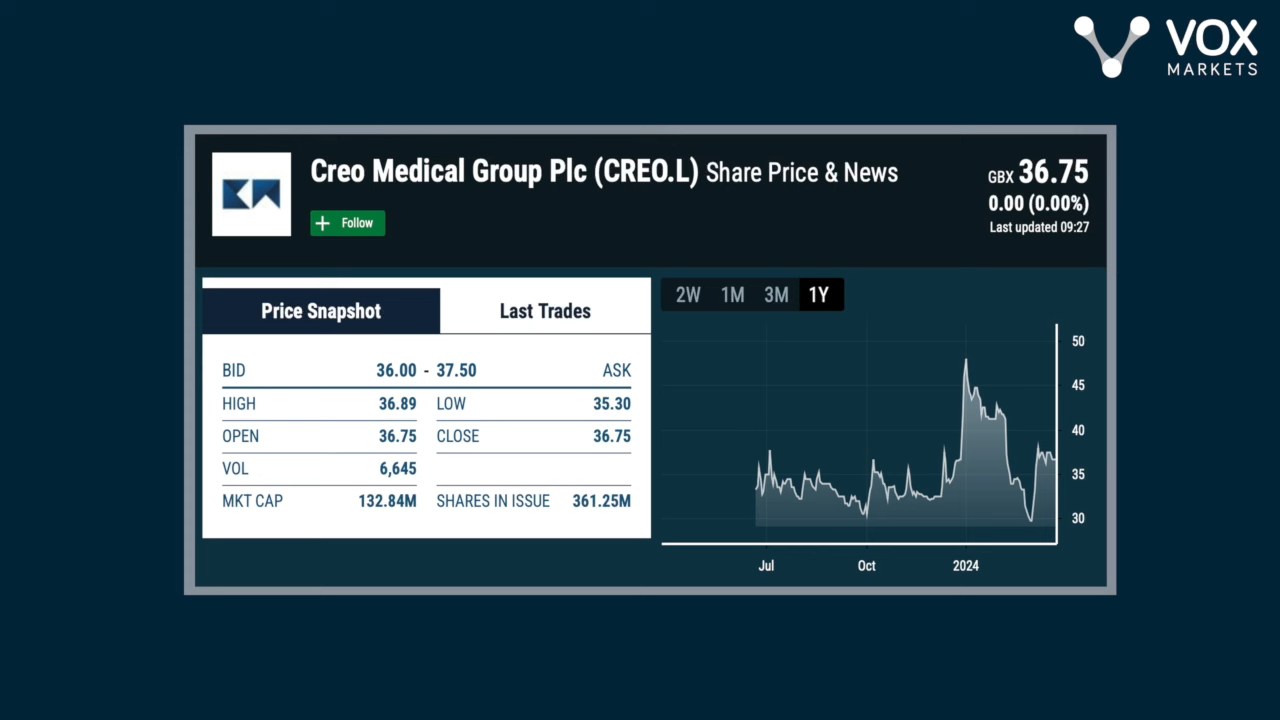 VOX
MARKETS
Creo Medical Group Plc (CREO.L) Share Price & News
+ Follow
GBX 36.75
0.00 (0.00%)
Last updated 09:27
Price Snapshot
Last Trades
BID 36.00 - 37.50 ASK
HIGH 36.89 LOW 35.30
OPEN 36.75 CLOSE 36.75
VOL 6,645
MKT CAP 132.84M SHARES IN ISSUE 361.25M
2W 1M 3M 1Y
50
45
40
35
30
Jul Oct 2024